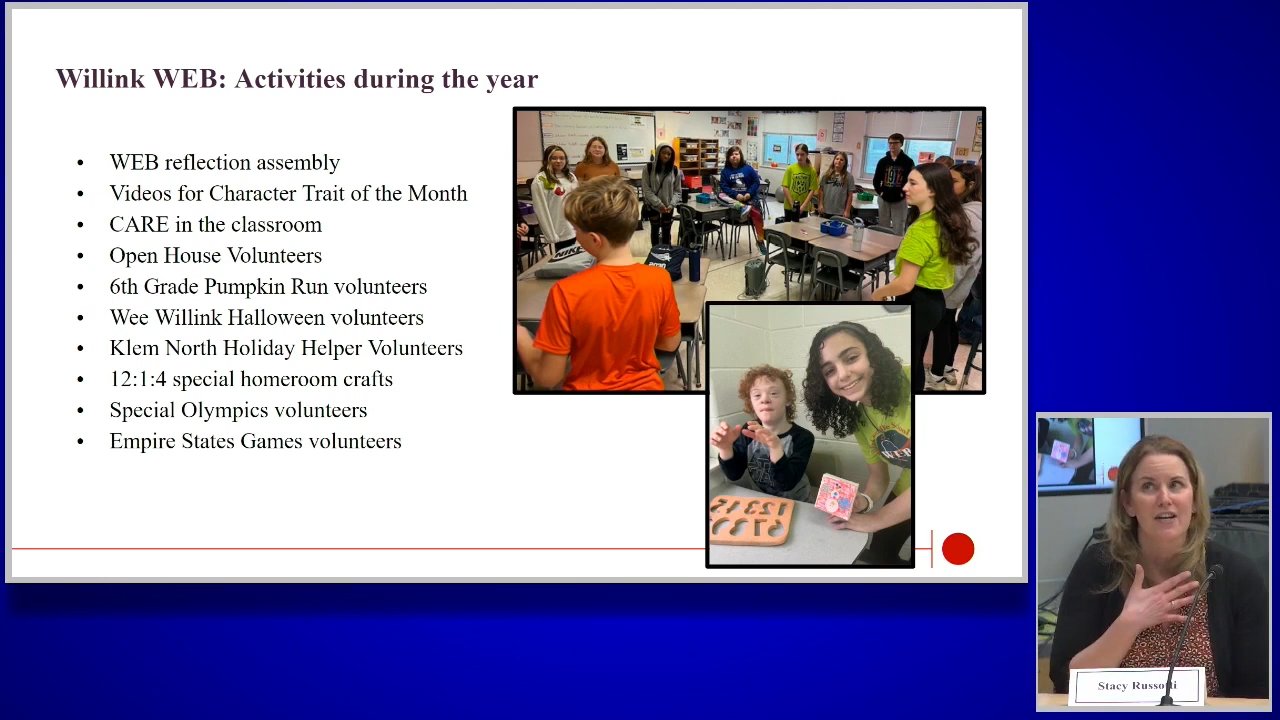 Willink WEB: Activities during the year
• WEB reflection assembly
• Videos for Character Trait of the Month
• CARE in the classroom
• Open House Volunteers
• 6th Grade Pumpkin Run volunteers
• Wee Willink Halloween volunteers
• Klem North Holiday Helper Volunteers
• 12:1:4 special homeroom crafts
• Special Olympics volunteers
• Empire States Games volunteers
NIKE
WEB
Stacy